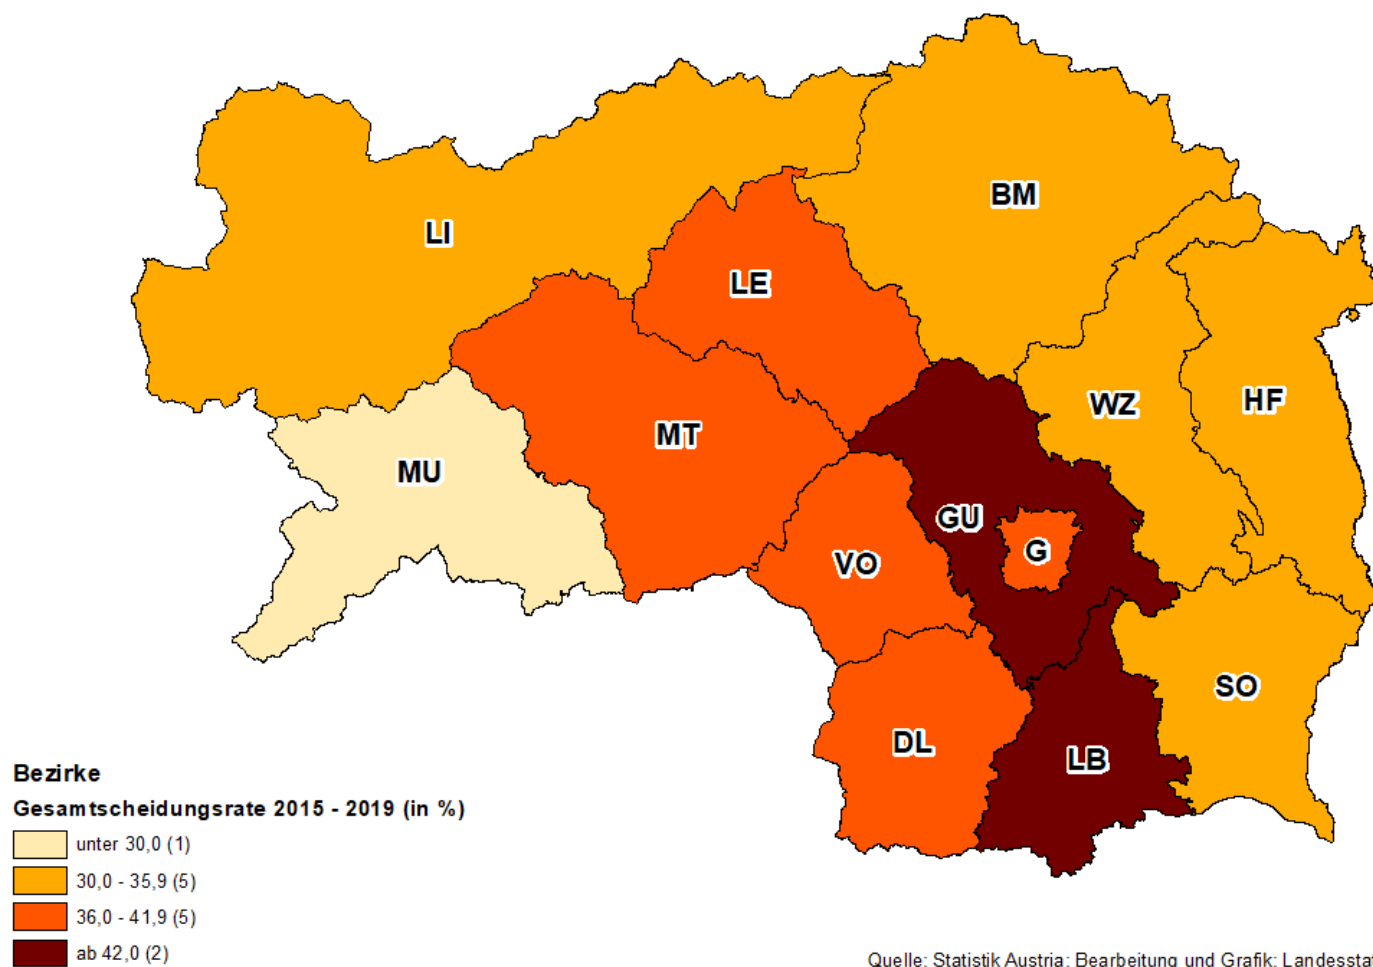 BM
LI
LE
WZ
HF
MT
MU
GU
G
VO
SO
DL
LB
Bezirke
Gesamtscheidungsrate 2015 - 2019 (in %)
unter 30,0 (1)
30,0 - 35,9 (5)
36,0 - 41,9 (5)
ab 42,0 (2)
Quelle: Statistik Austria; Bearbeitung und Grafik: